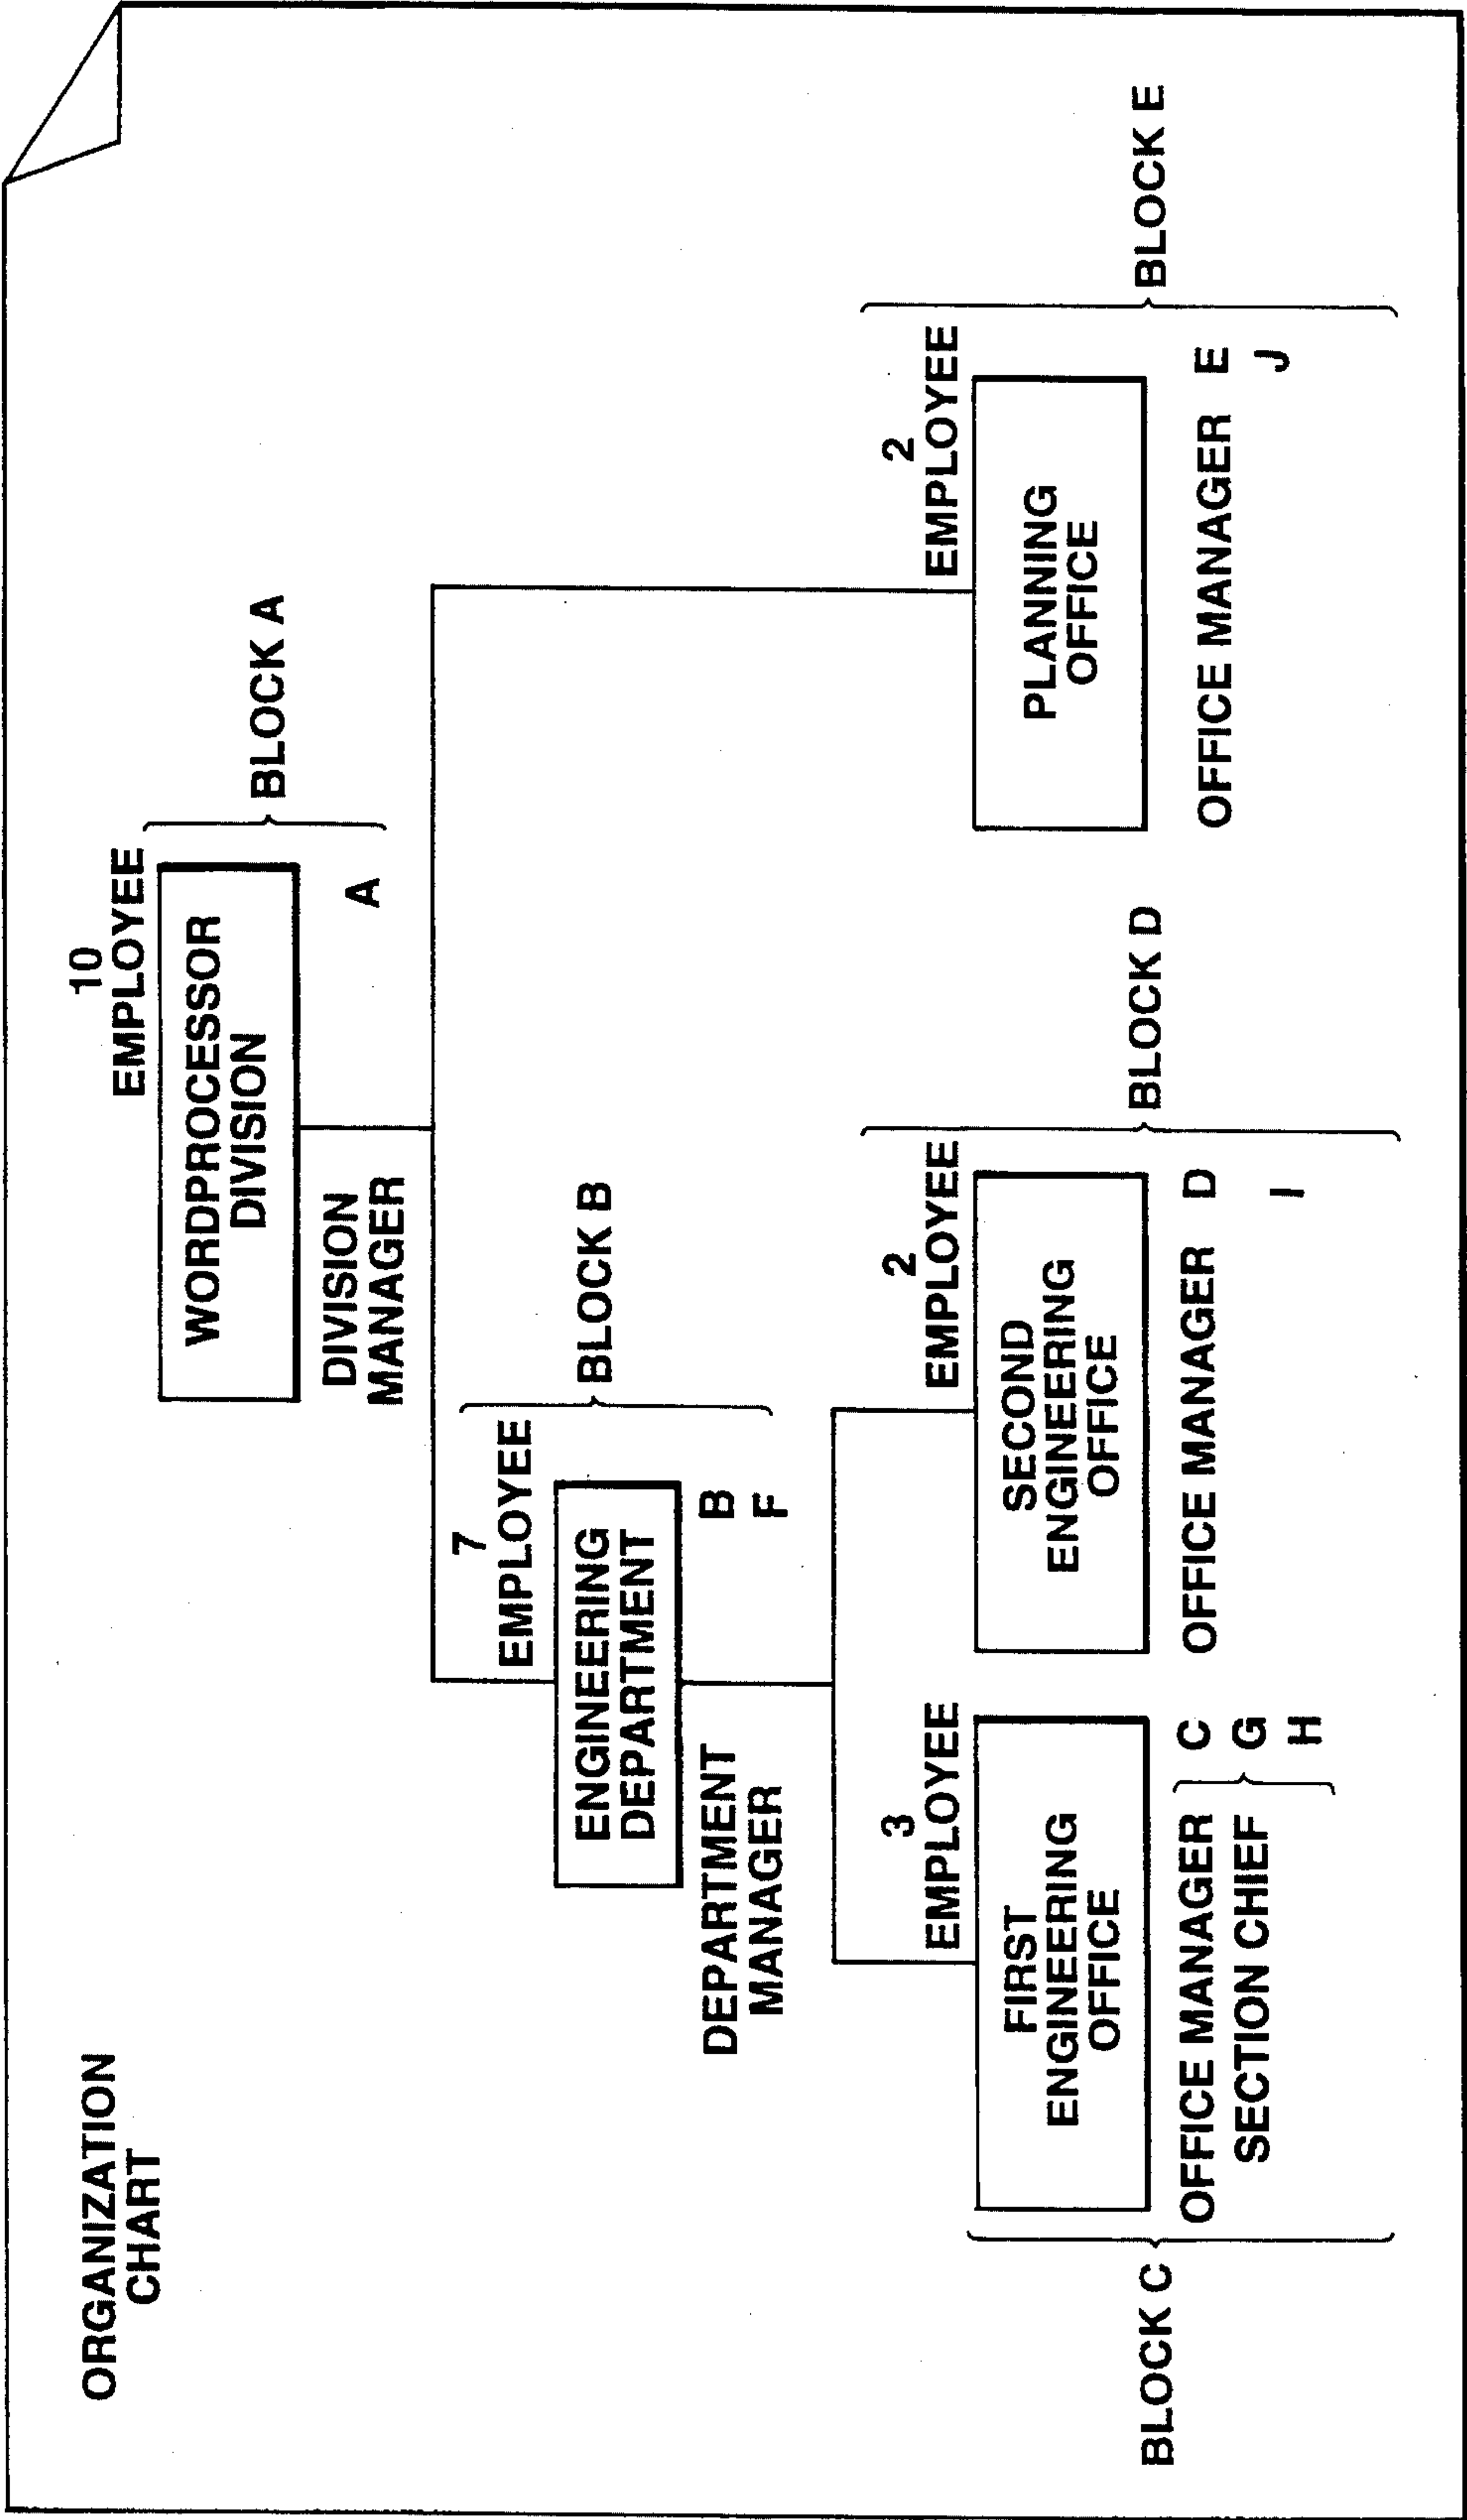 ORGANIZATION
CHART
10
EMPLOYEE
WORDPROCESSOR
DIVISION
DIVISION
MANAGER
A
BLOCK A
7
EMPLOYEE
ENGINEERING
DEPARTMENT
DEPARTMENT
MANAGER
B
F
BLOCK B
3
EMPLOYEE
FIRST
ENGINEERING
OFFICE
OFFICE MANAGER C
SECTION CHIEF G
H
BLOCK C
2
EMPLOYEE
SECOND
ENGINEERING
OFFICE
OFFICE MANAGER D
I
BLOCK D
2
EMPLOYEE
PLANNING
OFFICE
OFFICE MANAGER E
J
BLOCK E